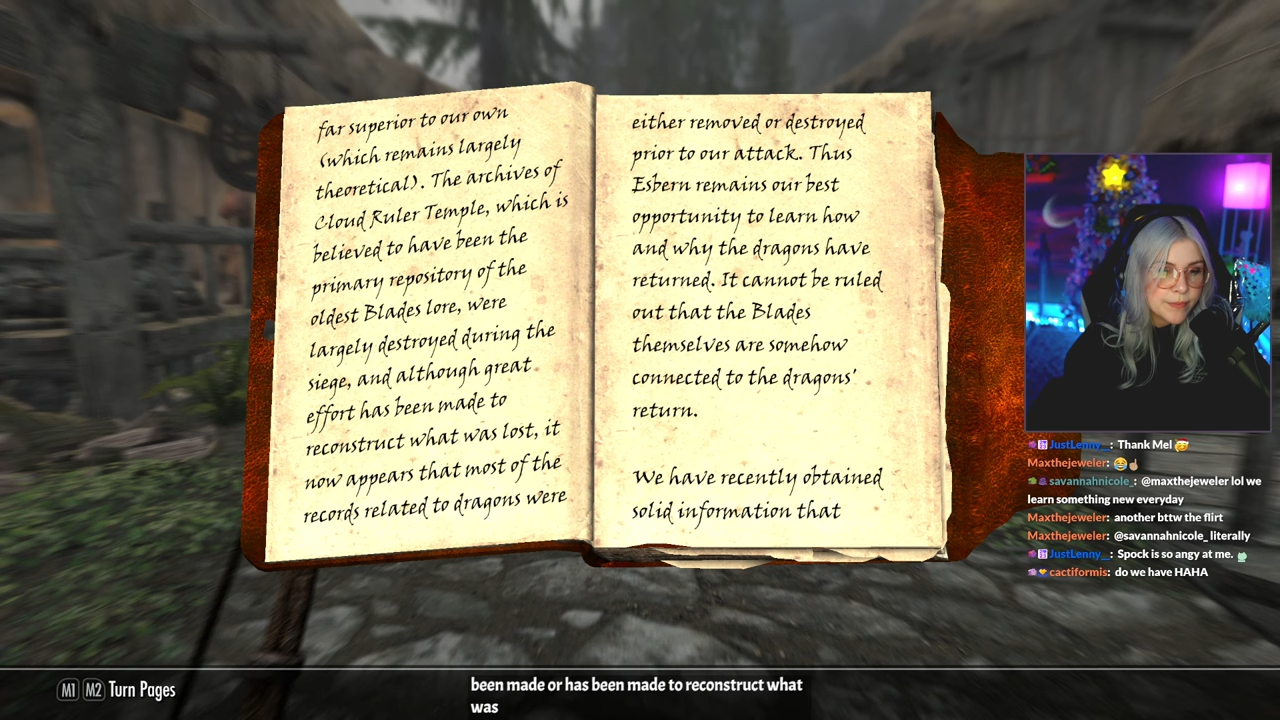 far superior to our own
(which remains largely
theoretical). The archives of
Cloud Ruler Temple, which is
believed to have been the
primary repository of the
oldest Blades lore, were
largely destroyed during the
siege, and although great
effort has been made to
reconstruct what was lost, it
now appears that most of the
records related to dragons were
either removed or destroyed
prior to our attack. Thus
Esbern remains our best
opportunity to learn how
and why the dragons have
returned. It cannot be ruled
out that the Blades
themselves are somehow
connected to the dragons'
return.
We have recently obtained
solid information that
JustLenny_: Thank Mel
Maxthejeweler:
savannahnicole_: @maxthejeweler lol we
learn something new everyday
Maxthejeweler: another bttw the flirt
Maxthejeweler: @savannahnicole_ literally
JustLenny_: Spock is so angy at me.
cactiformis: do we have HAHA
M1 M2 Turn Pages
been made or has been made to reconstruct what
was